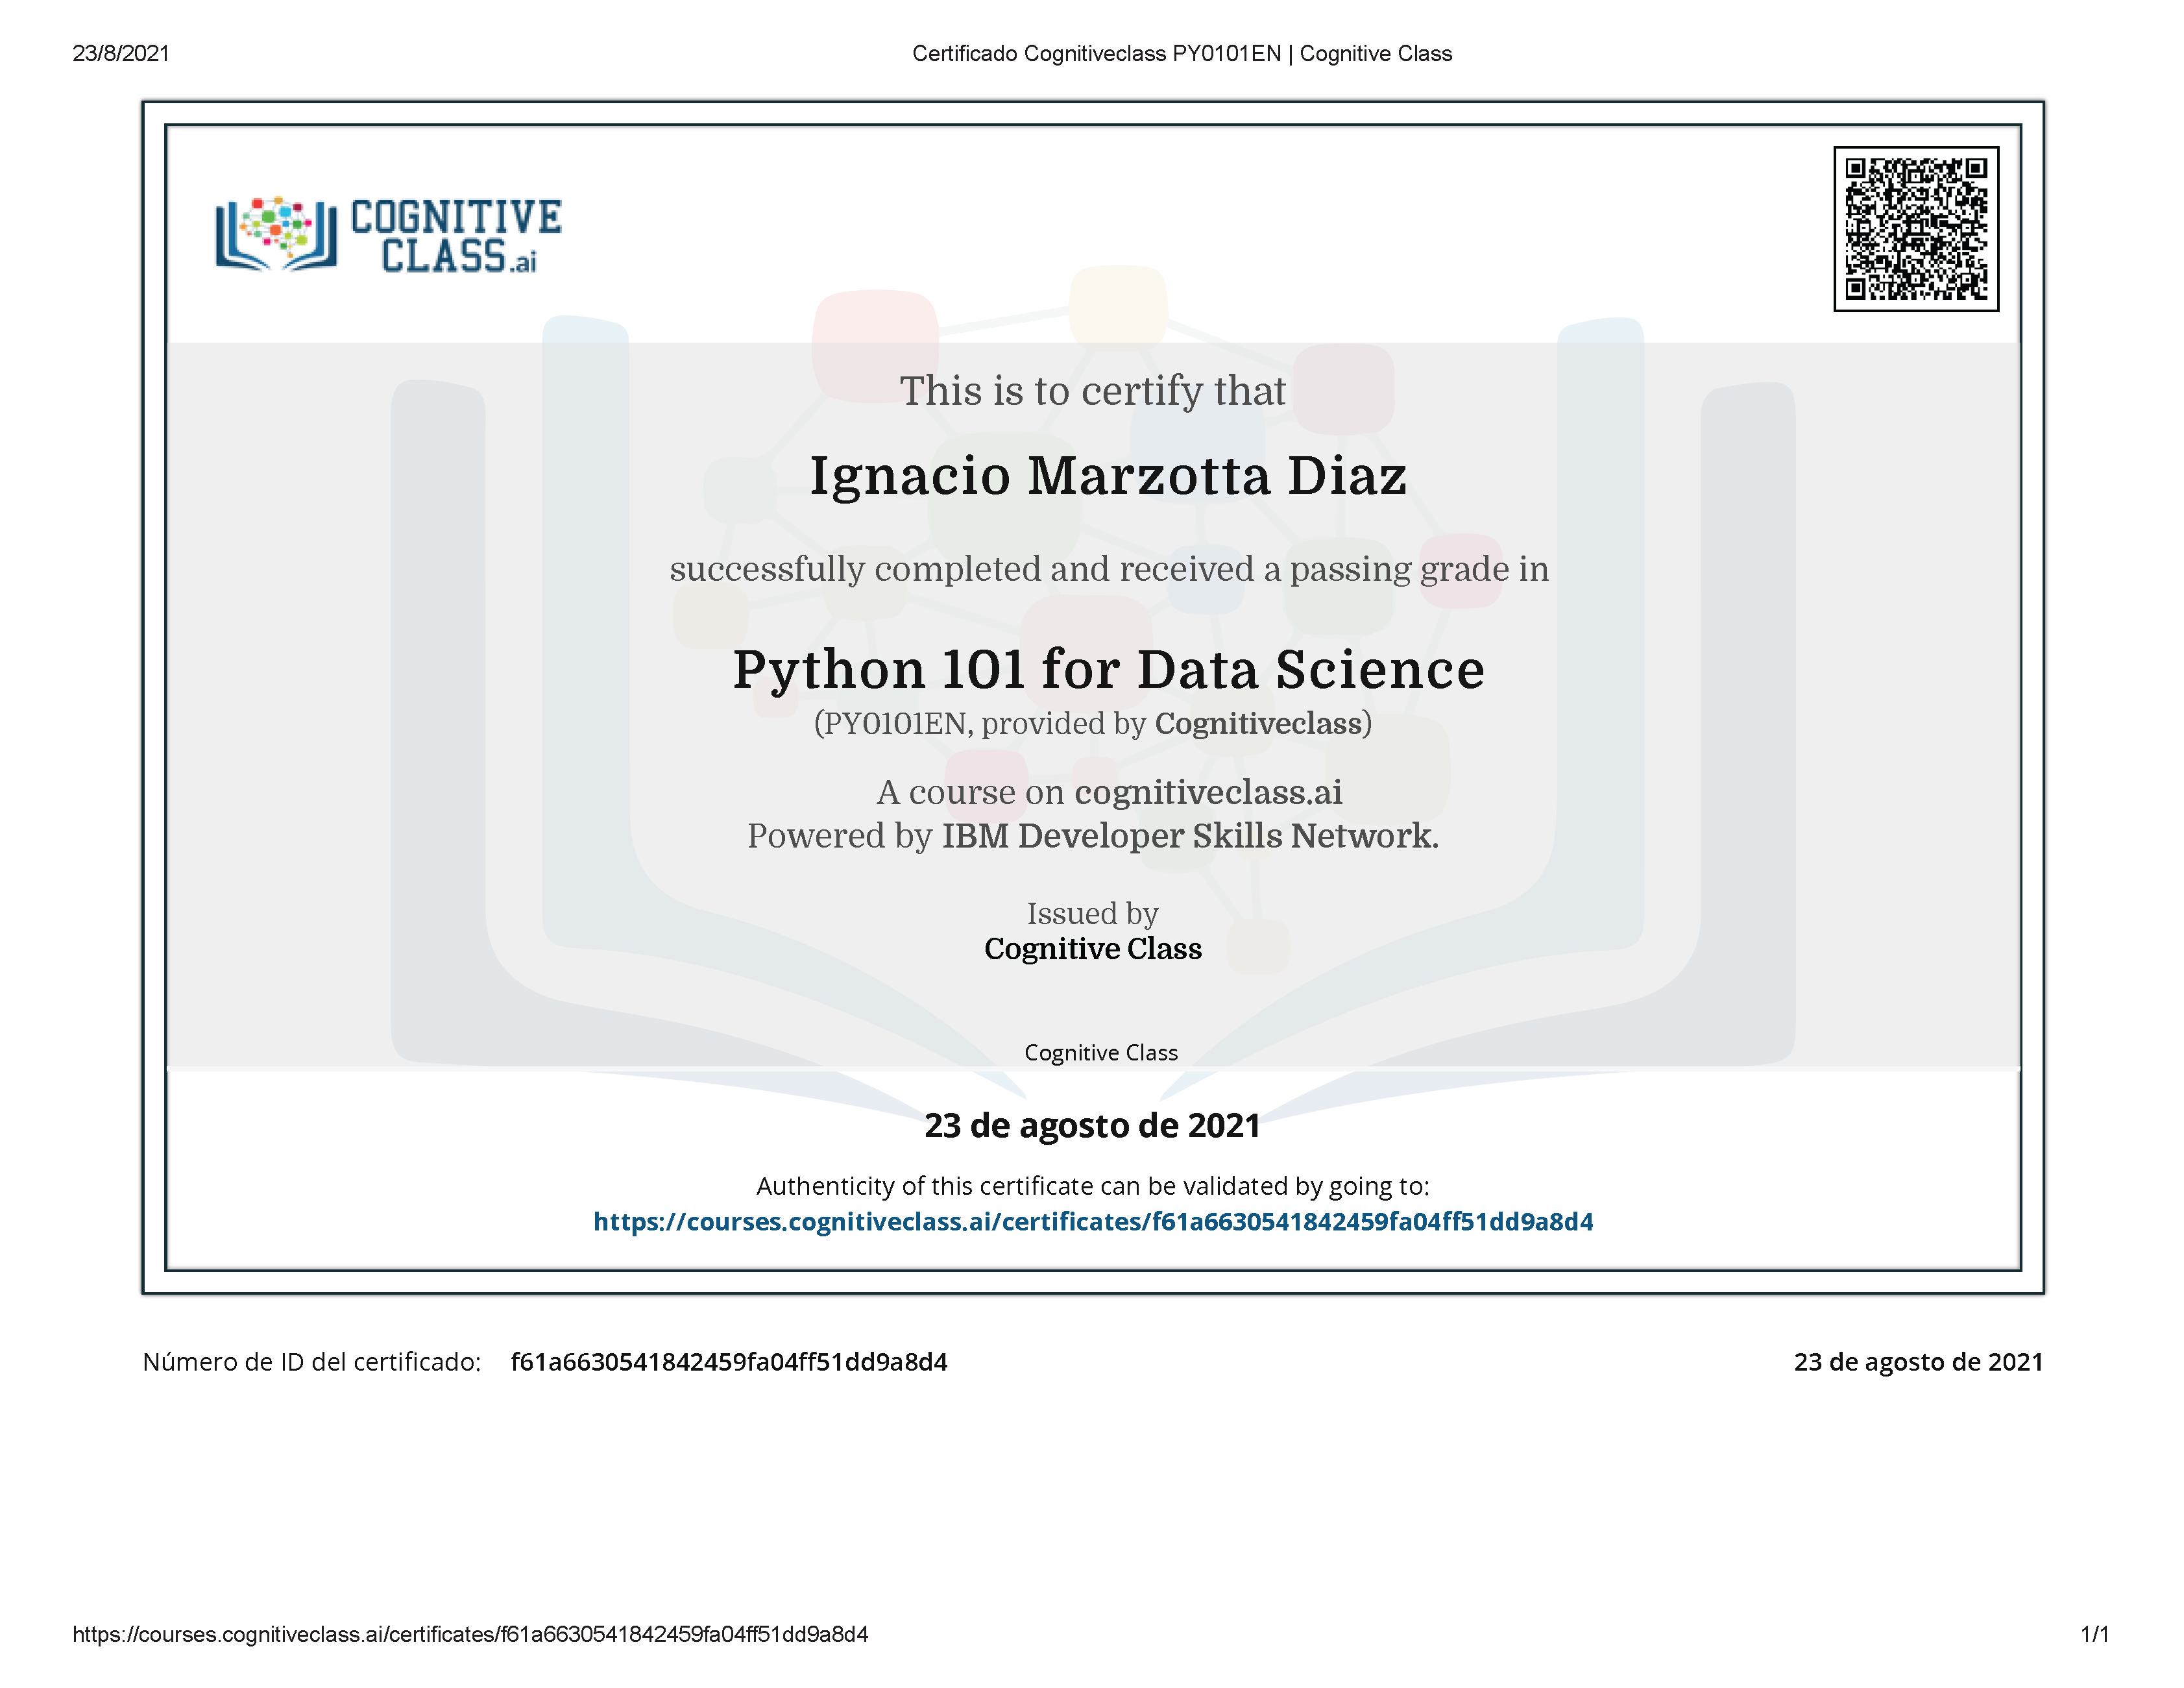 23/8/2021
Certificado Cognitiveclass PY0101EN | Cognitive Class
COGNITIVE
CLASS.ai
This is to certify that
Ignacio Marzotta Diaz
successfully completed and received a passing grade in
Python 101 for Data Science
(PY0101EN, provided by Cognitiveclass)
A course on cognitiveclass.ai
Powered by IBM Developer Skills Network.
Issued by
Cognitive Class
Cognitive Class
23 de agosto de 2021
Authenticity of this certificate can be validated by going to:
https://courses.cognitiveclass.ai/certificates/f61a6630541842459fa04ff51dd9a8d4
Número de ID del certificado: f61a6630541842459fa04ff51dd9a8d4
23 de agosto de 2021
https://courses.cognitiveclass.ai/certificates/f61a6630541842459fa04ff51dd9a8d4
1/1